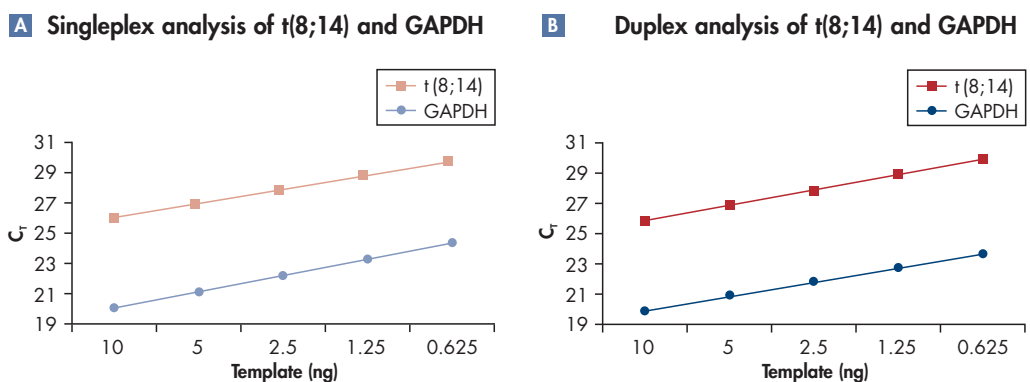 A Singleplex analysis of t(8;14) and GAPDH
t(8;14)
GAPDH
31
29
27
25
23
21
19
C_T
10 5 2.5 1.25 0.625
Template (ng)
B Duplex analysis of t(8;14) and GAPDH
t(8;14)
GAPDH
31
29
27
25
23
21
19
C_T
10 5 2.5 1.25 0.625
Template (ng)